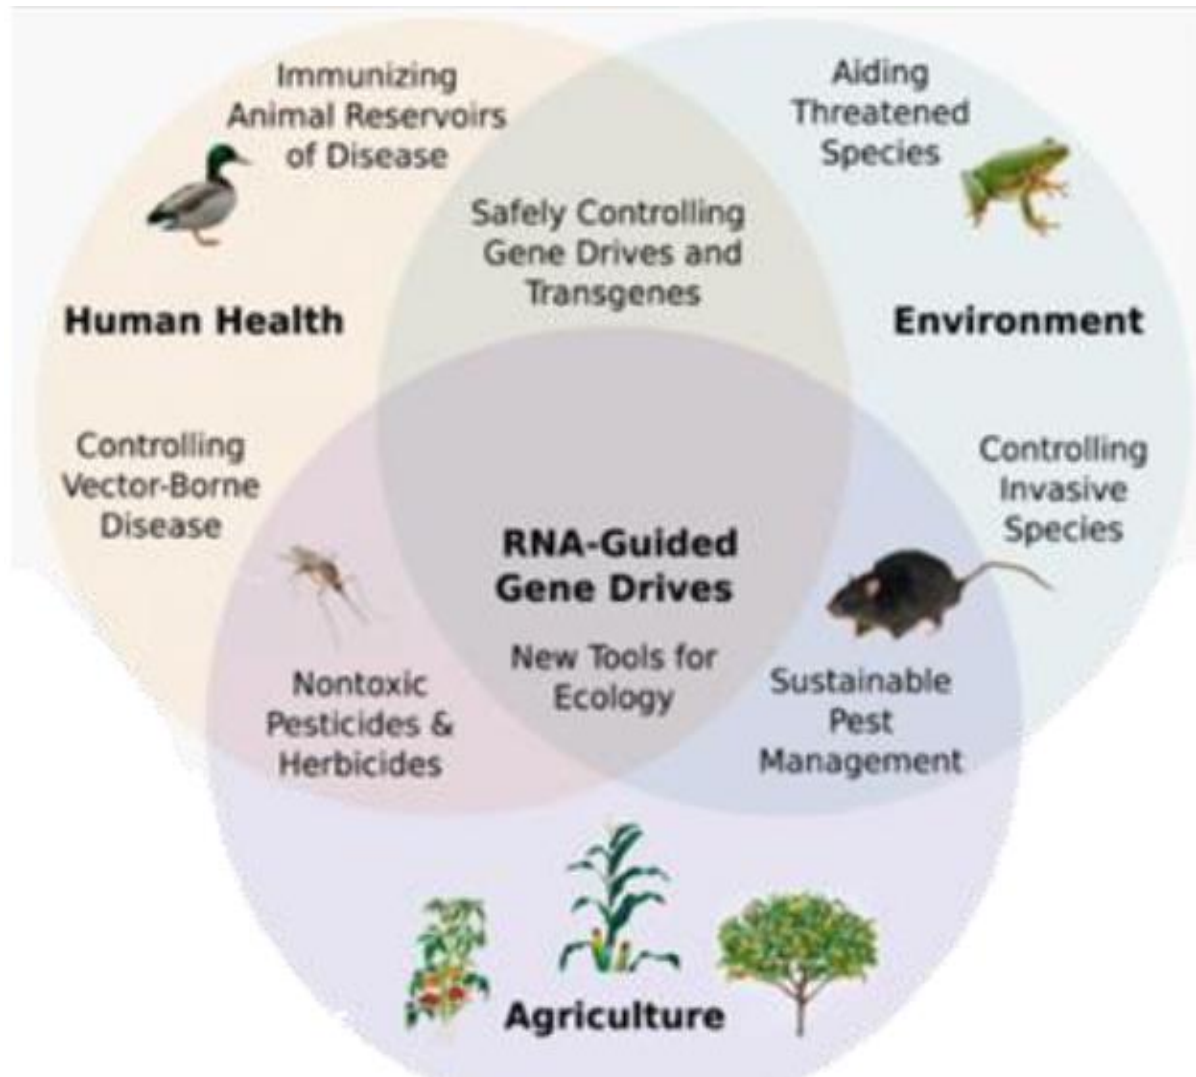 Immunizing
Animal Reservoirs
of Disease
Aiding
Threatened
Species
Safely Controlling
Gene Drives and
Transgenes
Human Health
Environment
Controlling
Vector-Borne
Disease
Controlling
Invasive
Species
RNA-Guided
Gene Drives
New Tools for
Ecology
Nontoxic
Pesticides &
Herbicides
Sustainable
Pest
Management
Agriculture